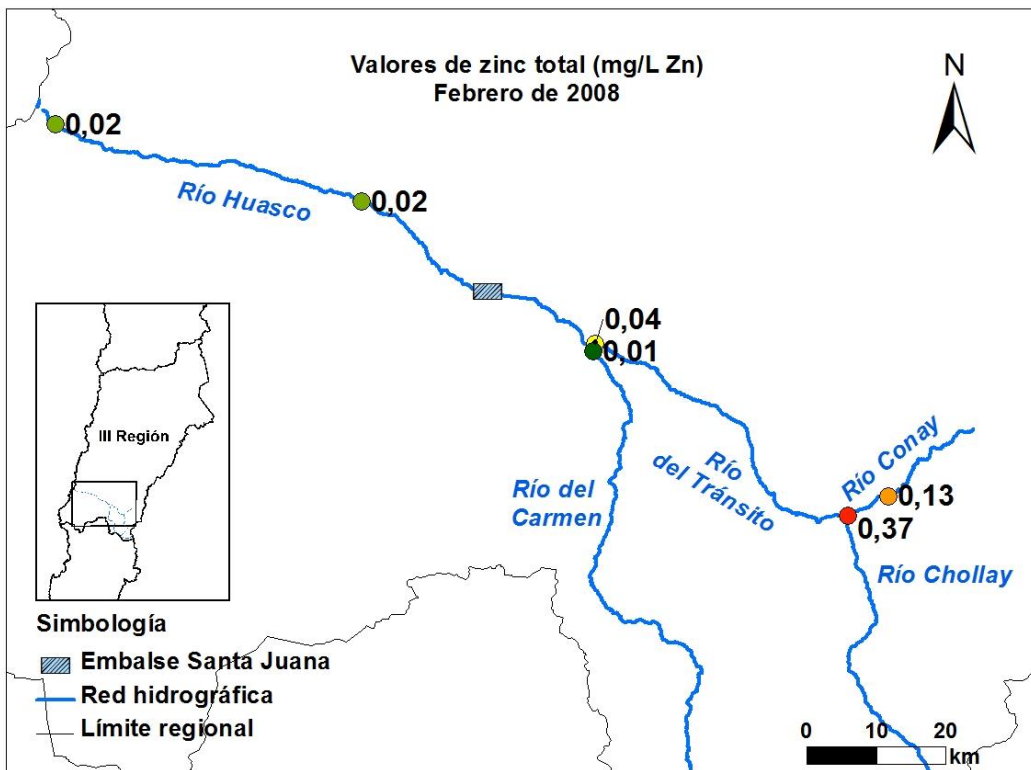 Valores de zinc total (mg/L Zn)
Febrero de 2008
N
0,02
Río Huasco
0,02
0,04
0,01
Río del
Carmen
Río
del Tránsito
Río Conay
0,13
0,37
Río Chollay
III Región
Simbología
Embalse Santa Juana
Red hidrográfica
Límite regional
0 10 20
km